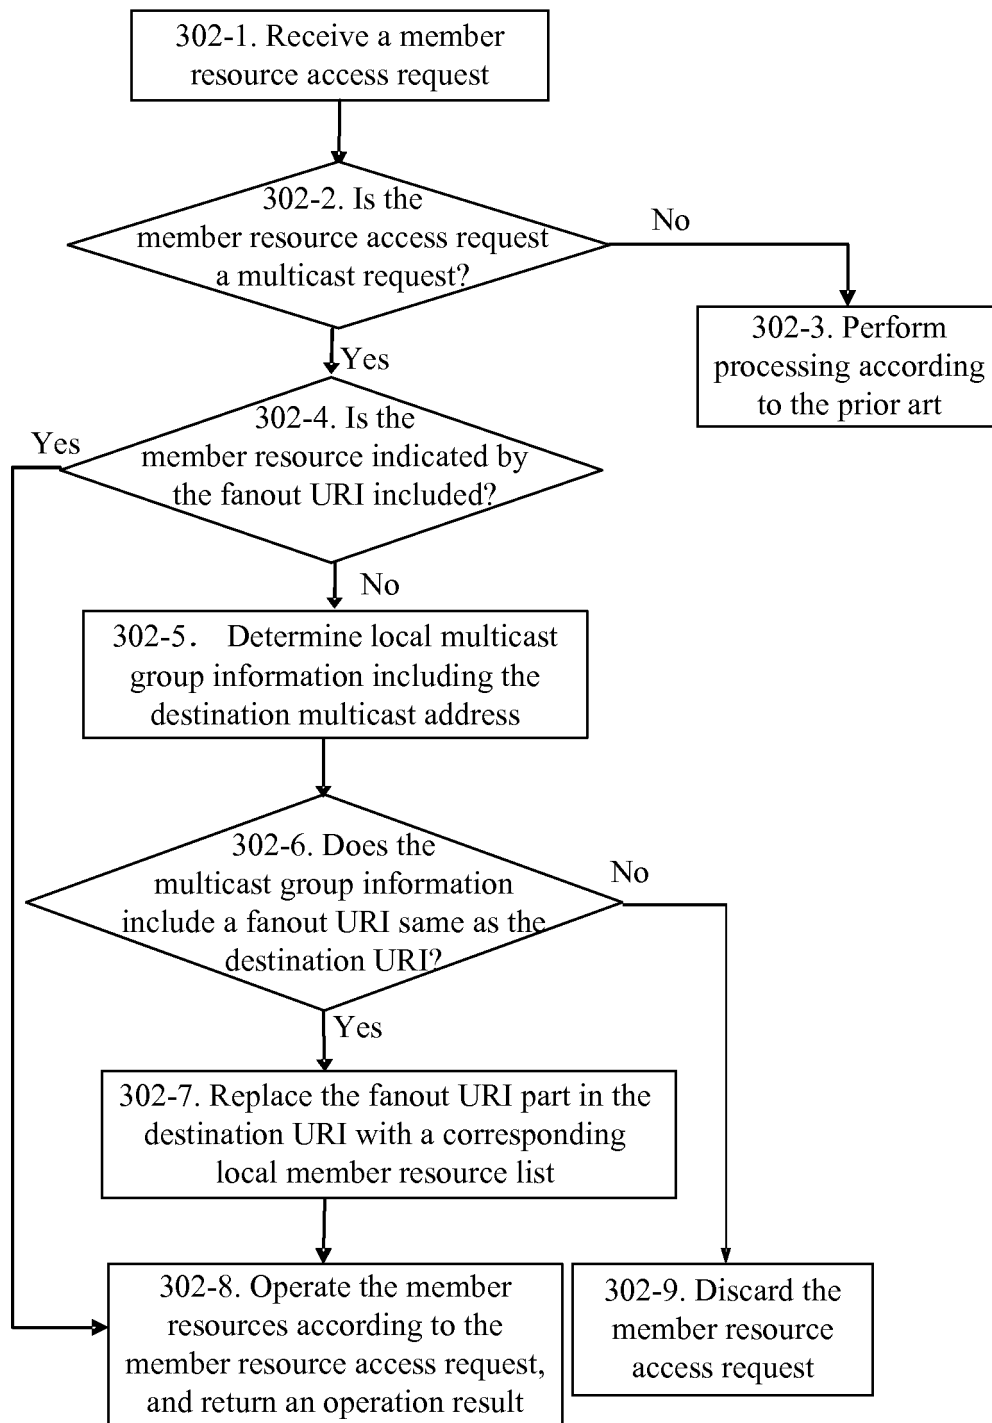 302-1. Receive a member
resource access request
302-2. Is the
member resource access request
a multicast request?
No
302-3. Perform
processing according
to the prior art
Yes
302-4. Is the
member resource indicated by
the fanout URI included?
Yes
No
302-5. Determine local multicast
group information including the
destination multicast address
302-6. Does the
multicast group information
include a fanout URI same as the
destination URI?
No
Yes
302-7. Replace the fanout URI part in the
destination URI with a corresponding
local member resource list
302-8. Operate the member
resources according to the
member resource access request,
and return an operation result
302-9. Discard the
member resource
access request